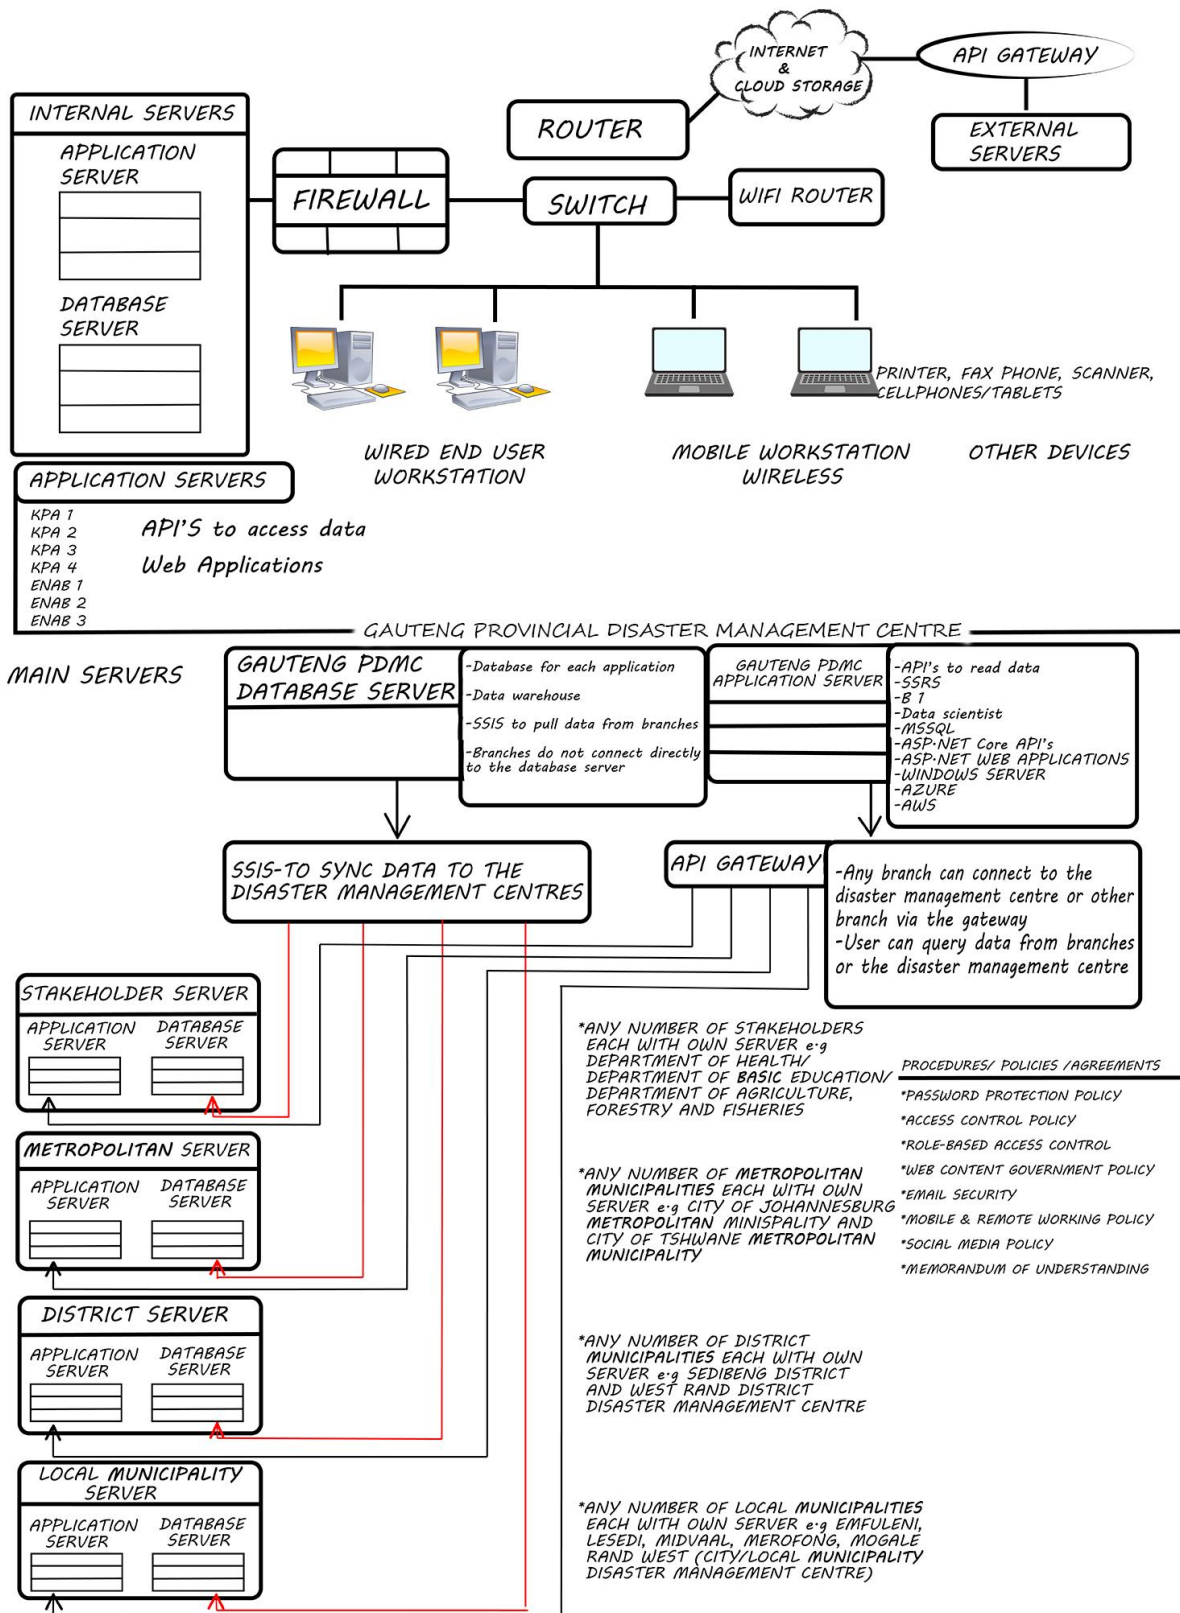 INTERNET
&
CLOUD STORAGE
API GATEWAY
INTERNAL SERVERS
ROUTER
EXTERNAL
SERVERS
APPLICATION
SERVER
FIREWALL
SWITCH
WIFI ROUTER
DATABASE
SERVER
PRINTER, FAX PHONE, SCANNER,
CELLPHONES/TABLETS
WIRED END USER
WORKSTATION
MOBILE WORKSTATION
WIRELESS
OTHER DEVICES
APPLICATION SERVERS
KPA 1
KPA 2
KPA 3
KPA 4
ENAB 1
ENAB 2
ENAB 3
API'S to access data
Web Applications
GAUTENG PROVINCIAL DISASTER MANAGEMENT CENTRE
MAIN SERVERS
GAUTENG PDMC
DATABASE SERVER
-Database for each application
-Data warehouse
-SSIS to pull data from branches
-Branches do not connect directly
to the database server
GAUTENG PDMC
APPLICATION SERVER
-API's to read data
-SSRS
-B 1
-Data scientist
-MSSQL
-ASP.NET Core API's
-ASP.NET WEB APPLICATIONS
-WINDOWS SERVER
-AZURE
-AWS
SSIS-TO SYNC DATA TO THE
DISASTER MANAGEMENT CENTRES
API GATEWAY
-Any branch can connect to the
disaster management centre or other
branch via the gateway
-User can query data from branches
or the disaster management centre
STAKEHOLDER SERVER
APPLICATION
SERVER
DATABASE
SERVER
*ANY NUMBER OF STAKEHOLDERS
EACH WITH OWN SERVER e.g
DEPARTMENT OF HEALTH/
DEPARTMENT OF BASIC EDUCATION/
DEPARTMENT OF AGRICULTURE,
FORESTRY AND FISHERIES
PROCEDURES/ POLICIES /AGREEMENTS
*PASSWORD PROTECTION POLICY
*ACCESS CONTROL POLICY
*ROLE-BASED ACCESS CONTROL
*WEB CONTENT GOVERNMENT POLICY
*EMAIL SECURITY
*MOBILE & REMOTE WORKING POLICY
*SOCIAL MEDIA POLICY
*MEMORANDUM OF UNDERSTANDING
METROPOLITAN SERVER
APPLICATION
SERVER
DATABASE
SERVER
*ANY NUMBER OF METROPOLITAN
MUNICIPALITIES EACH WITH OWN
SERVER e.g CITY OF JOHANNESBURG
METROPOLITAN MINISPALITY AND
CITY OF TSHWANE METROPOLITAN
MUNICIPALITY
DISTRICT SERVER
APPLICATION
SERVER
DATABASE
SERVER
*ANY NUMBER OF DISTRICT
MUNICIPALITIES EACH WITH OWN
SERVER e.g SEDIBENG DISTRICT
AND WEST RAND DISTRICT
DISASTER MANAGEMENT CENTRE
LOCAL MUNICIPALITY
SERVER
APPLICATION
SERVER
DATABASE
SERVER
*ANY NUMBER OF LOCAL MUNICIPALITIES
EACH WITH OWN SERVER e.g EMFULENI,
LESEDI, MIDVAAL, MEROFONG, MOGALE
RAND WEST (CITY/LOCAL MUNICIPALITY
DISASTER MANAGEMENT CENTRE)